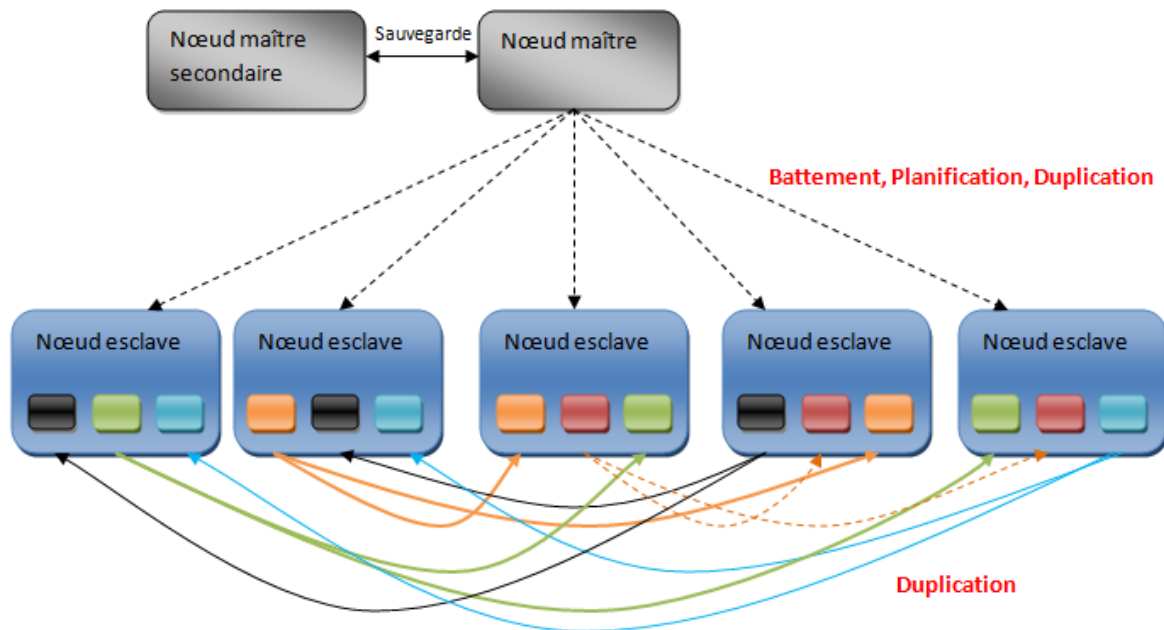 Nœud maître
secondaire
Sauvegarde
Nœud maître
Battement, Planification, Duplication
Nœud esclave
Nœud esclave
Nœud esclave
Nœud esclave
Nœud esclave
Duplication